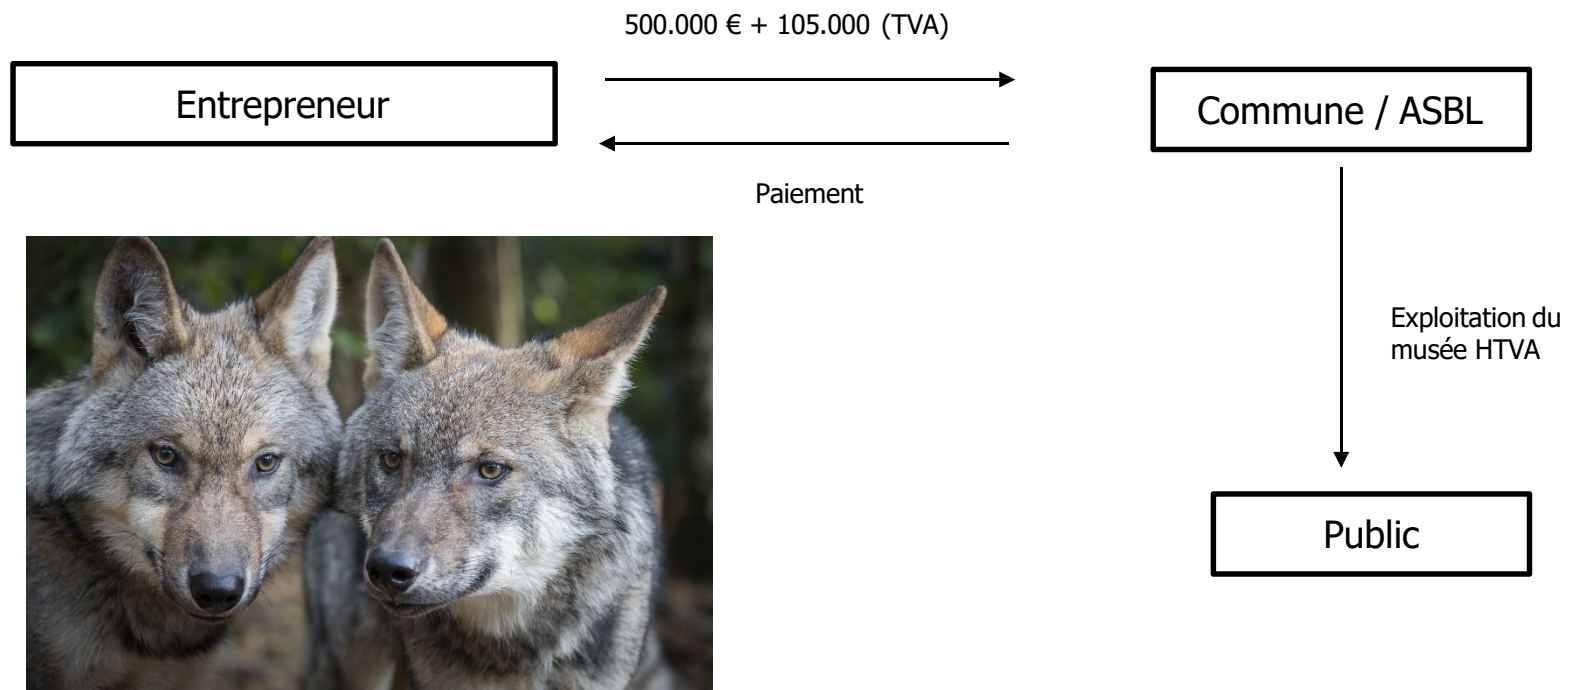 500.000 € + 105.000 (TVA)
Entrepreneur
Commune / ASBL
Paiement
Exploitation du
musée HTVA
Public